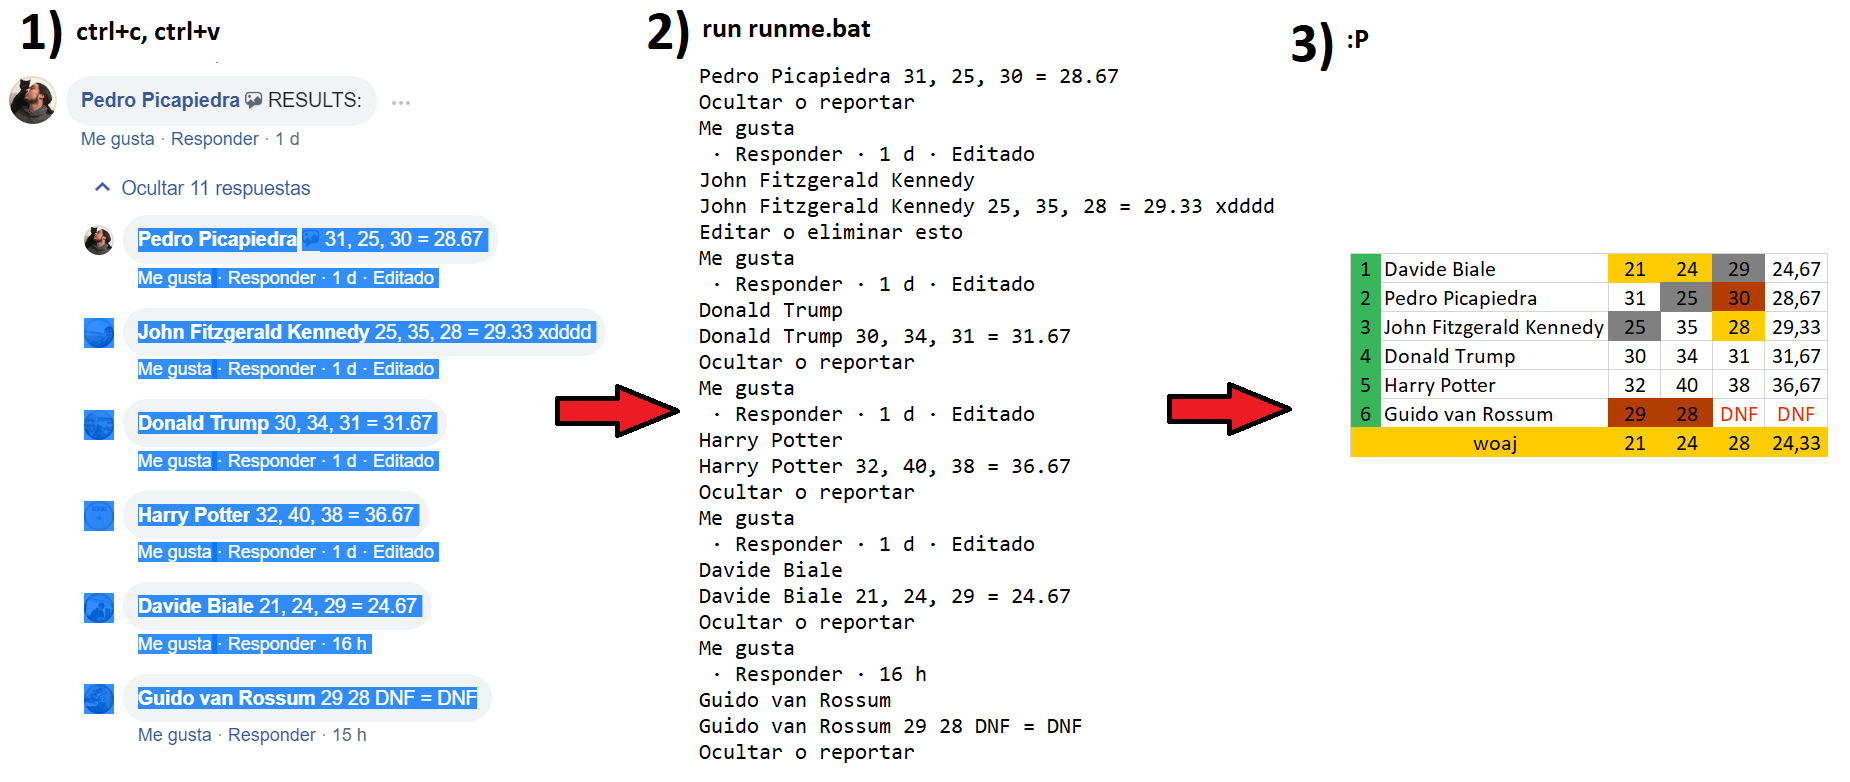 1) ctrl+c, ctrl+v
Pedro Picapiedra RESULTS: ...
Me gusta · Responder · 1 d
Ocultar 11 respuestas
Pedro Picapiedra 31, 25, 30 = 28.67
Me gusta · Responder · 1 d · Editado
John Fitzgerald Kennedy 25, 35, 28 = 29.33 xdddd
Me gusta · Responder · 1 d · Editado
Donald Trump 30, 34, 31 = 31.67
Me gusta · Responder · 1 d · Editado
Harry Potter 32, 40, 38 = 36.67
Me gusta · Responder · 1 d · Editado
Davide Biale 21, 24, 29 = 24.67
Me gusta · Responder · 16 h
Guido van Rossum 29 28 DNF = DNF
Me gusta · Responder · 15 h
2) run runme.bat
Pedro Picapiedra 31, 25, 30 = 28.67
Ocultar o reportar
Me gusta
· Responder · 1 d · Editado
John Fitzgerald Kennedy
John Fitzgerald Kennedy 25, 35, 28 = 29.33 xdddd
Editar o eliminar esto
Me gusta
· Responder · 1 d · Editado
Donald Trump
Donald Trump 30, 34, 31 = 31.67
Ocultar o reportar
Me gusta
· Responder · 1 d · Editado
Harry Potter
Harry Potter 32, 40, 38 = 36.67
Ocultar o reportar
Me gusta
· Responder · 1 d · Editado
Davide Biale
Davide Biale 21, 24, 29 = 24.67
Ocultar o reportar
Me gusta
· Responder · 16 h
Guido van Rossum
Guido van Rossum 29 28 DNF = DNF
Ocultar o reportar
3) :P
1 Davide Biale 21 24 29 24,67
2 Pedro Picapiedra 31 25 30 28,67
3 John Fitzgerald Kennedy 25 35 28 29,33
4 Donald Trump 30 34 31 31,67
5 Harry Potter 32 40 38 36,67
6 Guido van Rossum 29 28 DNF DNF
woaj 21 24 28 24,33